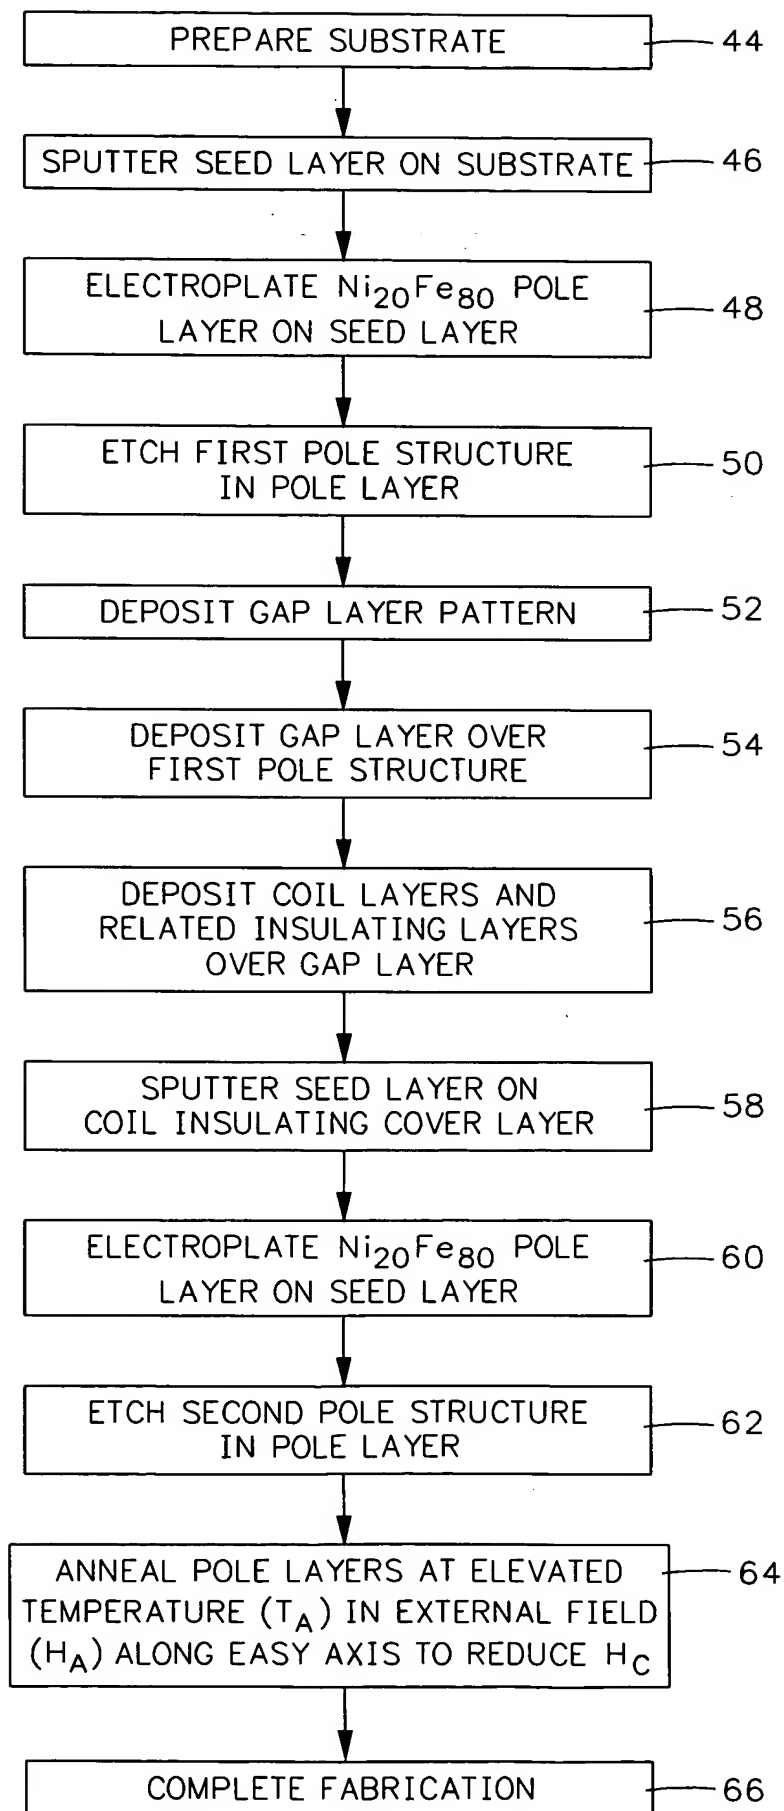 PREPARE SUBSTRATE 44
SPUTTER SEED LAYER ON SUBSTRATE 46
ELECTROPLATE Ni₂₀Fe₈₀ POLE
LAYER ON SEED LAYER 48
ETCH FIRST POLE STRUCTURE
IN POLE LAYER 50
DEPOSIT GAP LAYER PATTERN 52
DEPOSIT GAP LAYER OVER
FIRST POLE STRUCTURE 54
DEPOSIT COIL LAYERS AND
RELATED INSULATING LAYERS 56
OVER GAP LAYER
SPUTTER SEED LAYER ON
COIL INSULATING COVER LAYER 58
ELECTROPLATE Ni₂₀Fe₈₀ POLE 60
LAYER ON SEED LAYER
ETCH SECOND POLE STRUCTURE 62
IN POLE LAYER
ANNEAL POLE LAYERS AT ELEVATED 64
TEMPERATURE (T_A) IN EXTERNAL FIELD
(H_A) ALONG EASY AXIS TO REDUCE H_C
COMPLETE FABRICATION 66